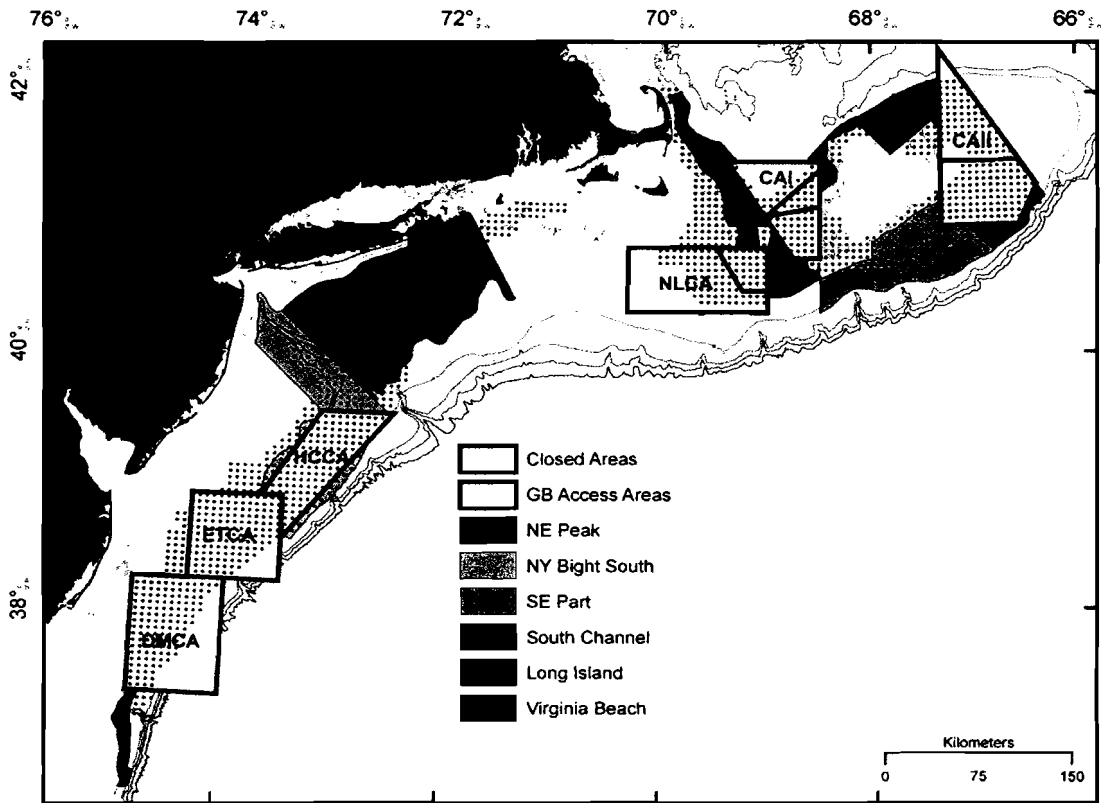 76° 74° 72° 70° 68° 66°
42°
40°
38°
CAII
CAI
NLCA
HCCA
ETCA
DMCA
Closed Areas
GB Access Areas
NE Peak
NY Bight South
SE Part
South Channel
Long Island
Virginia Beach
Kilometers
0 75 150